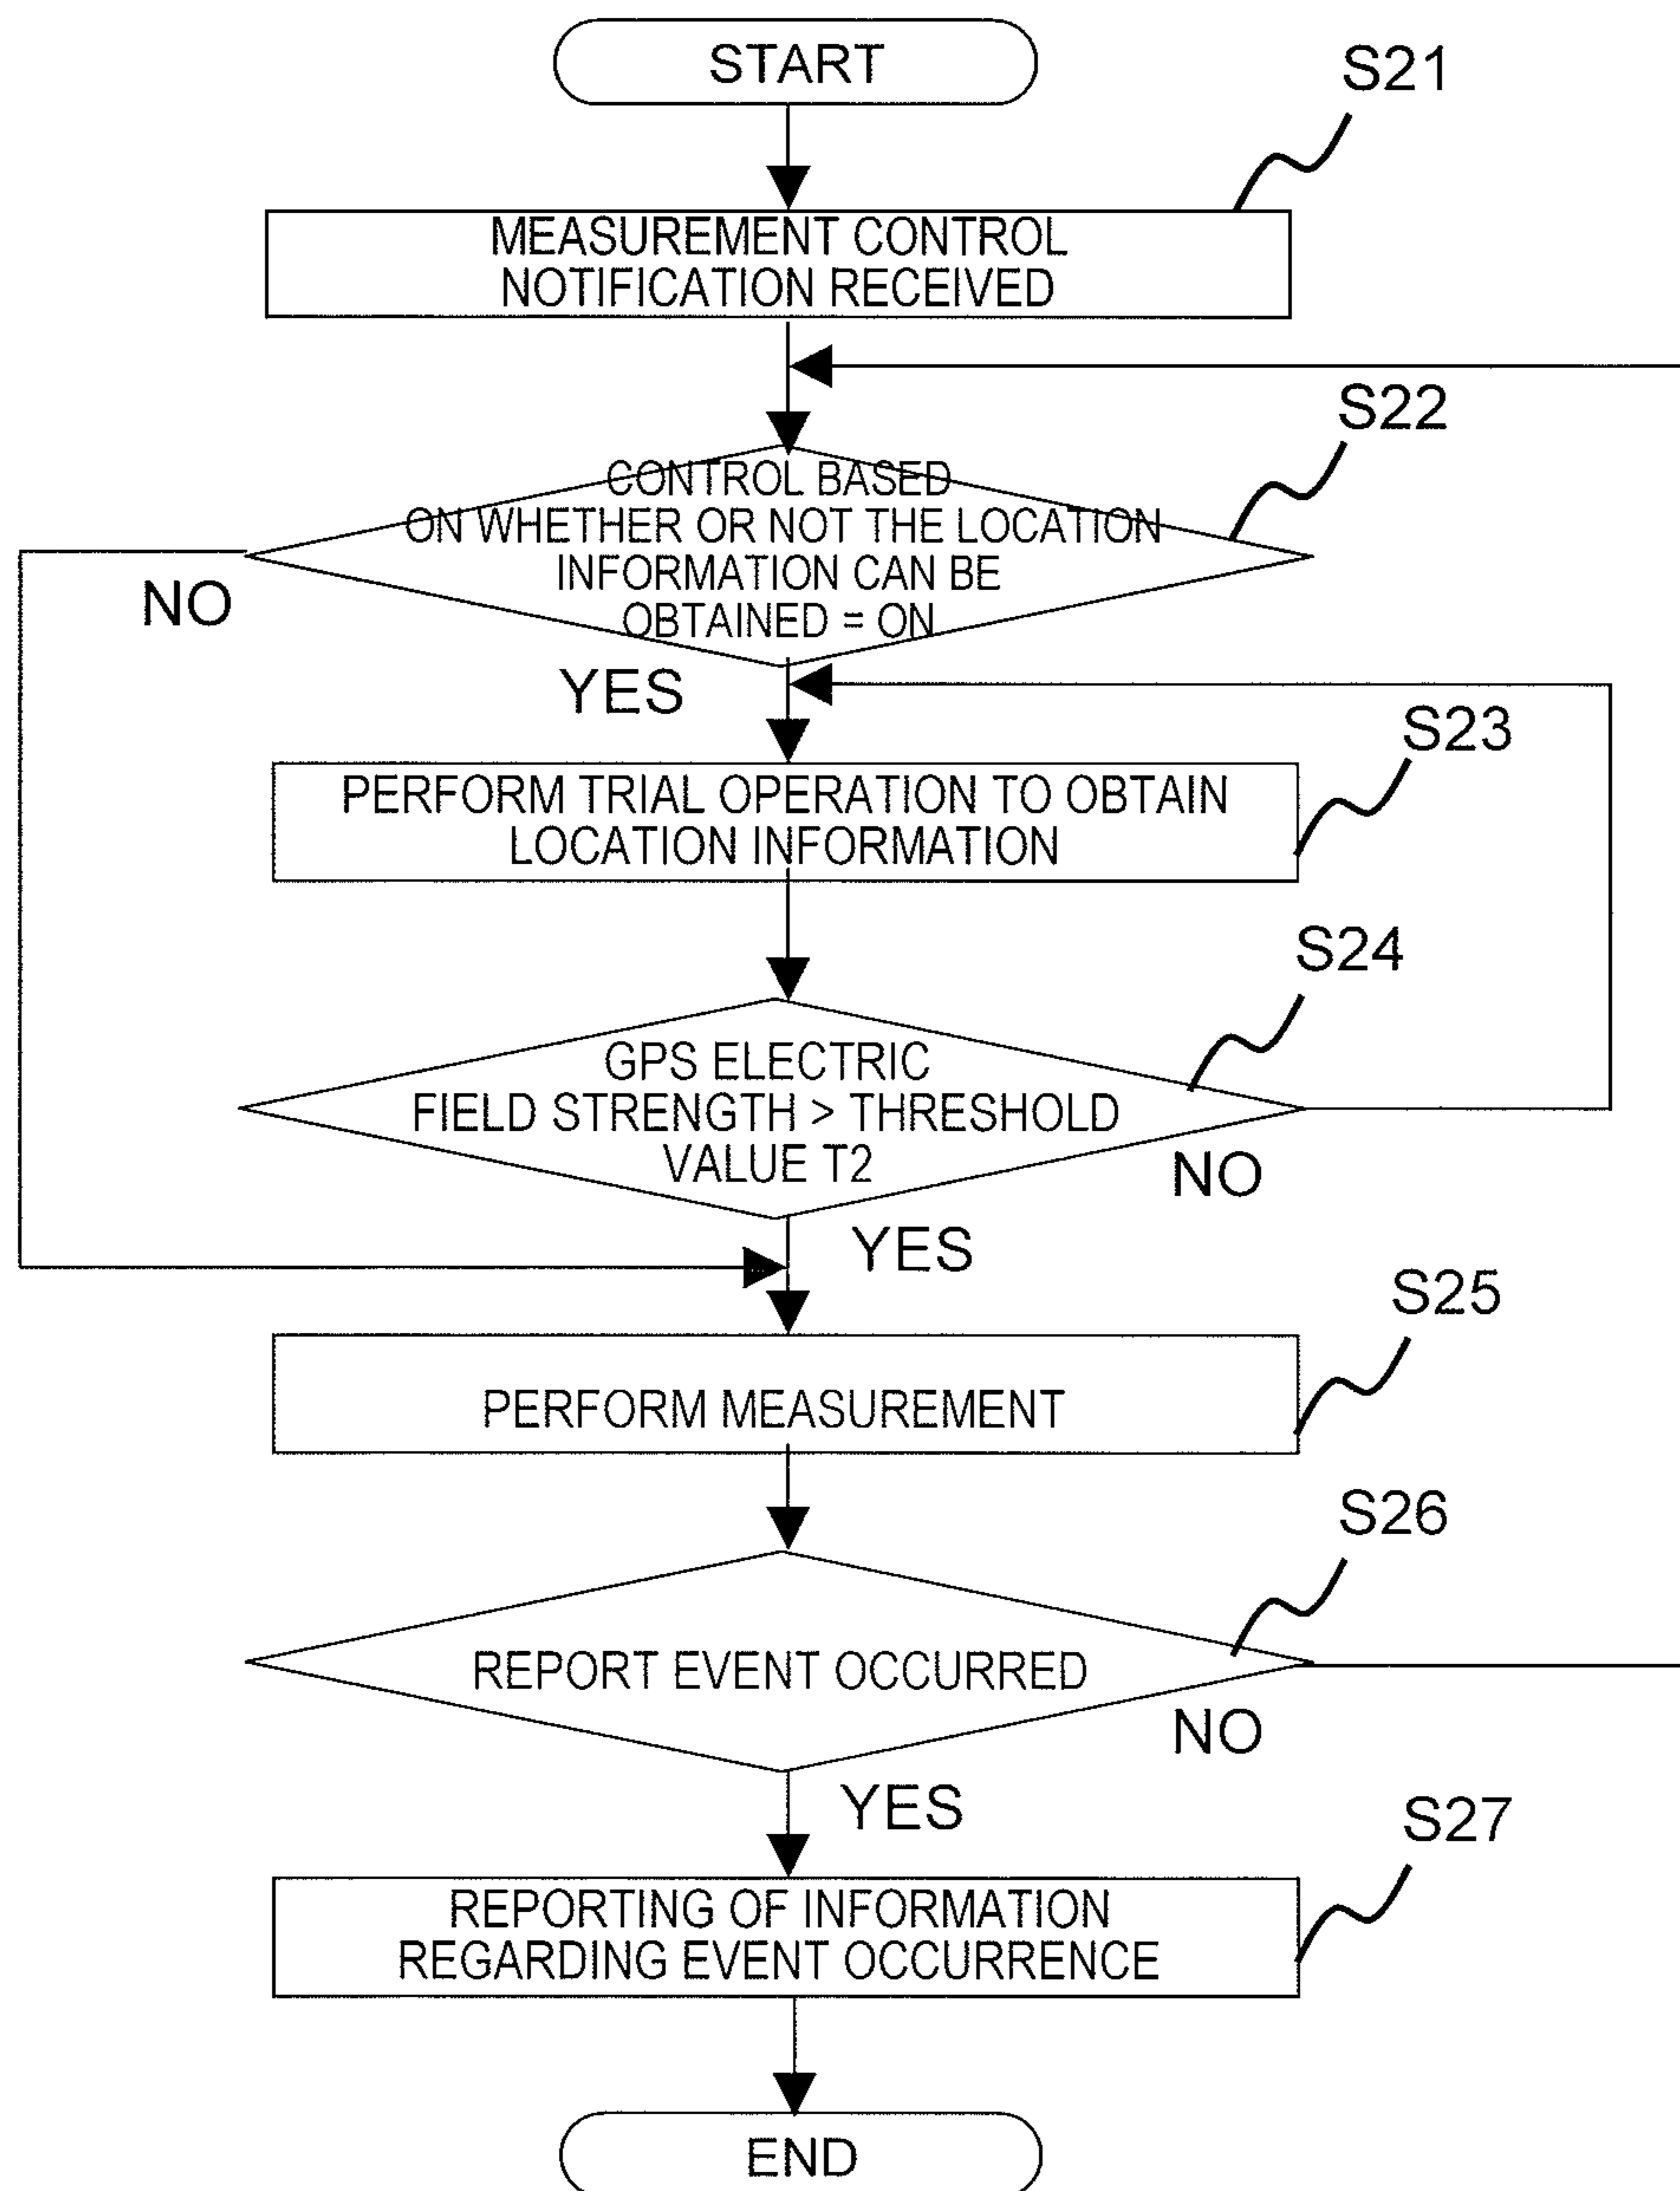 START
S21
MEASUREMENT CONTROL
NOTIFICATION RECEIVED
S22
CONTROL BASED
ON WHETHER OR NOT THE LOCATION
INFORMATION CAN BE
OBTAINED = ON
NO
YES
S23
PERFORM TRIAL OPERATION TO OBTAIN
LOCATION INFORMATION
S24
GPS ELECTRIC
FIELD STRENGTH > THRESHOLD
VALUE T2
NO
YES
S25
PERFORM MEASUREMENT
S26
REPORT EVENT OCCURRED
NO
YES
S27
REPORTING OF INFORMATION
REGARDING EVENT OCCURRENCE
END